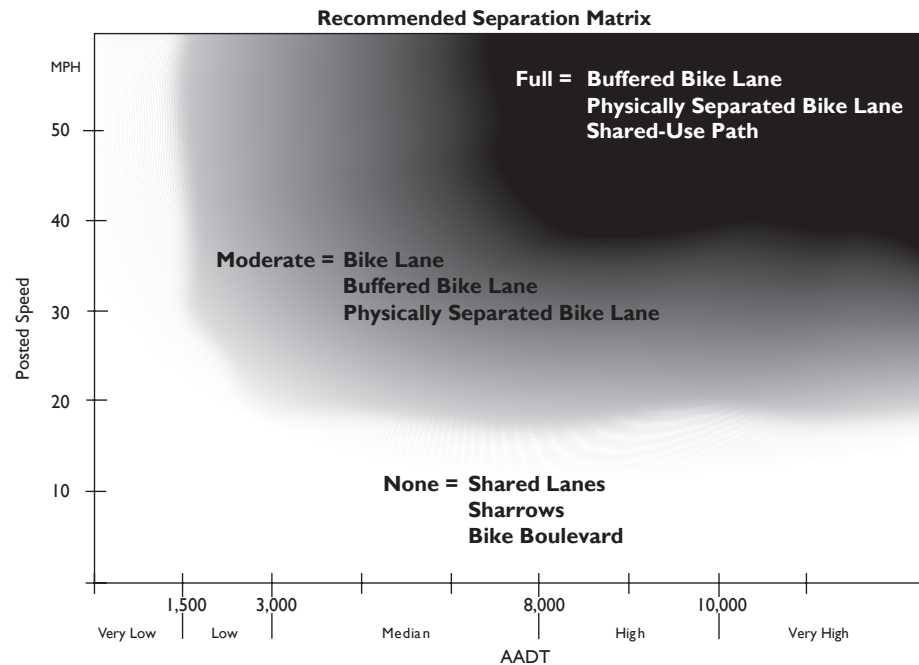 Recommended Separation Matrix
MPH
50
40
30
20
10
Posted Speed
Full = Buffered Bike Lane
Physically Separated Bike Lane
Shared-Use Path
Moderate = Bike Lane
Buffered Bike Lane
Physically Separated Bike Lane
None = Shared Lanes
Sharrows
Bike Boulevard
1,500 3,000 8,000 10,000
Very Low Low Median High Very High
AADT